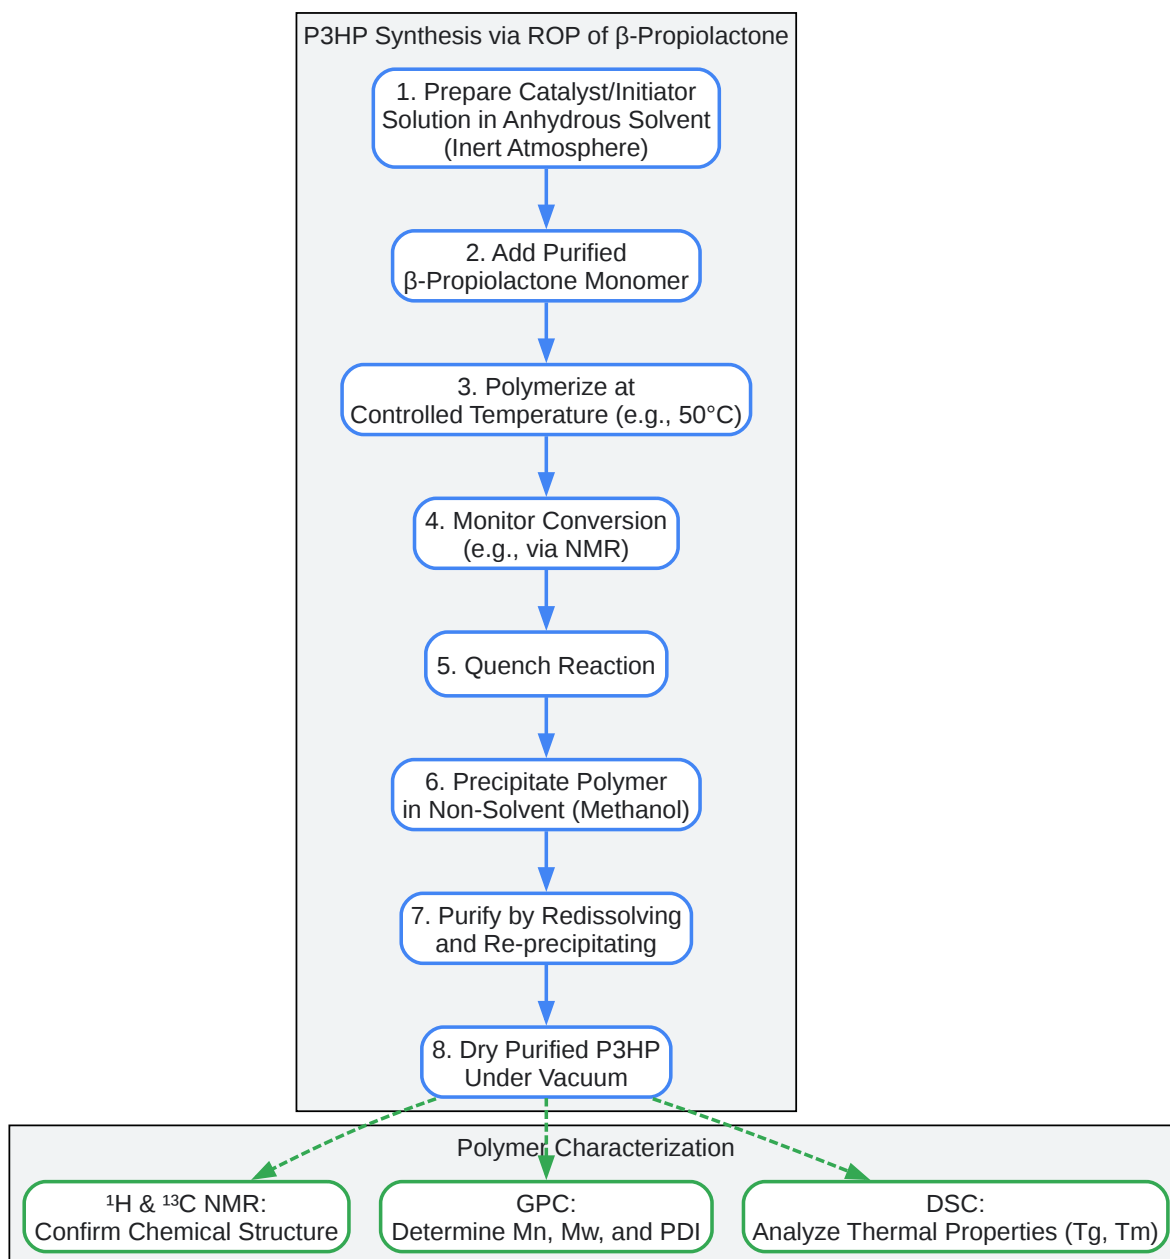 P3HP Synthesis via ROP of β-Propiolactone
1. Prepare Catalyst/Initiator
Solution in Anhydrous Solvent
(Inert Atmosphere)
2. Add Purified
β-Propiolactone Monomer
3. Polymerize at
Controlled Temperature (e.g., 50°C)
4. Monitor Conversion
(e.g., via NMR)
5. Quench Reaction
6. Precipitate Polymer
in Non-Solvent (Methanol)
7. Purify by Redissolving
and Re-precipitating
8. Dry Purified P3HP
Under Vacuum
Polymer Characterization
¹H & ¹³C NMR:
Confirm Chemical Structure
GPC:
Determine Mn, Mw, and PDI
DSC:
Analyze Thermal Properties (Tg, Tm)